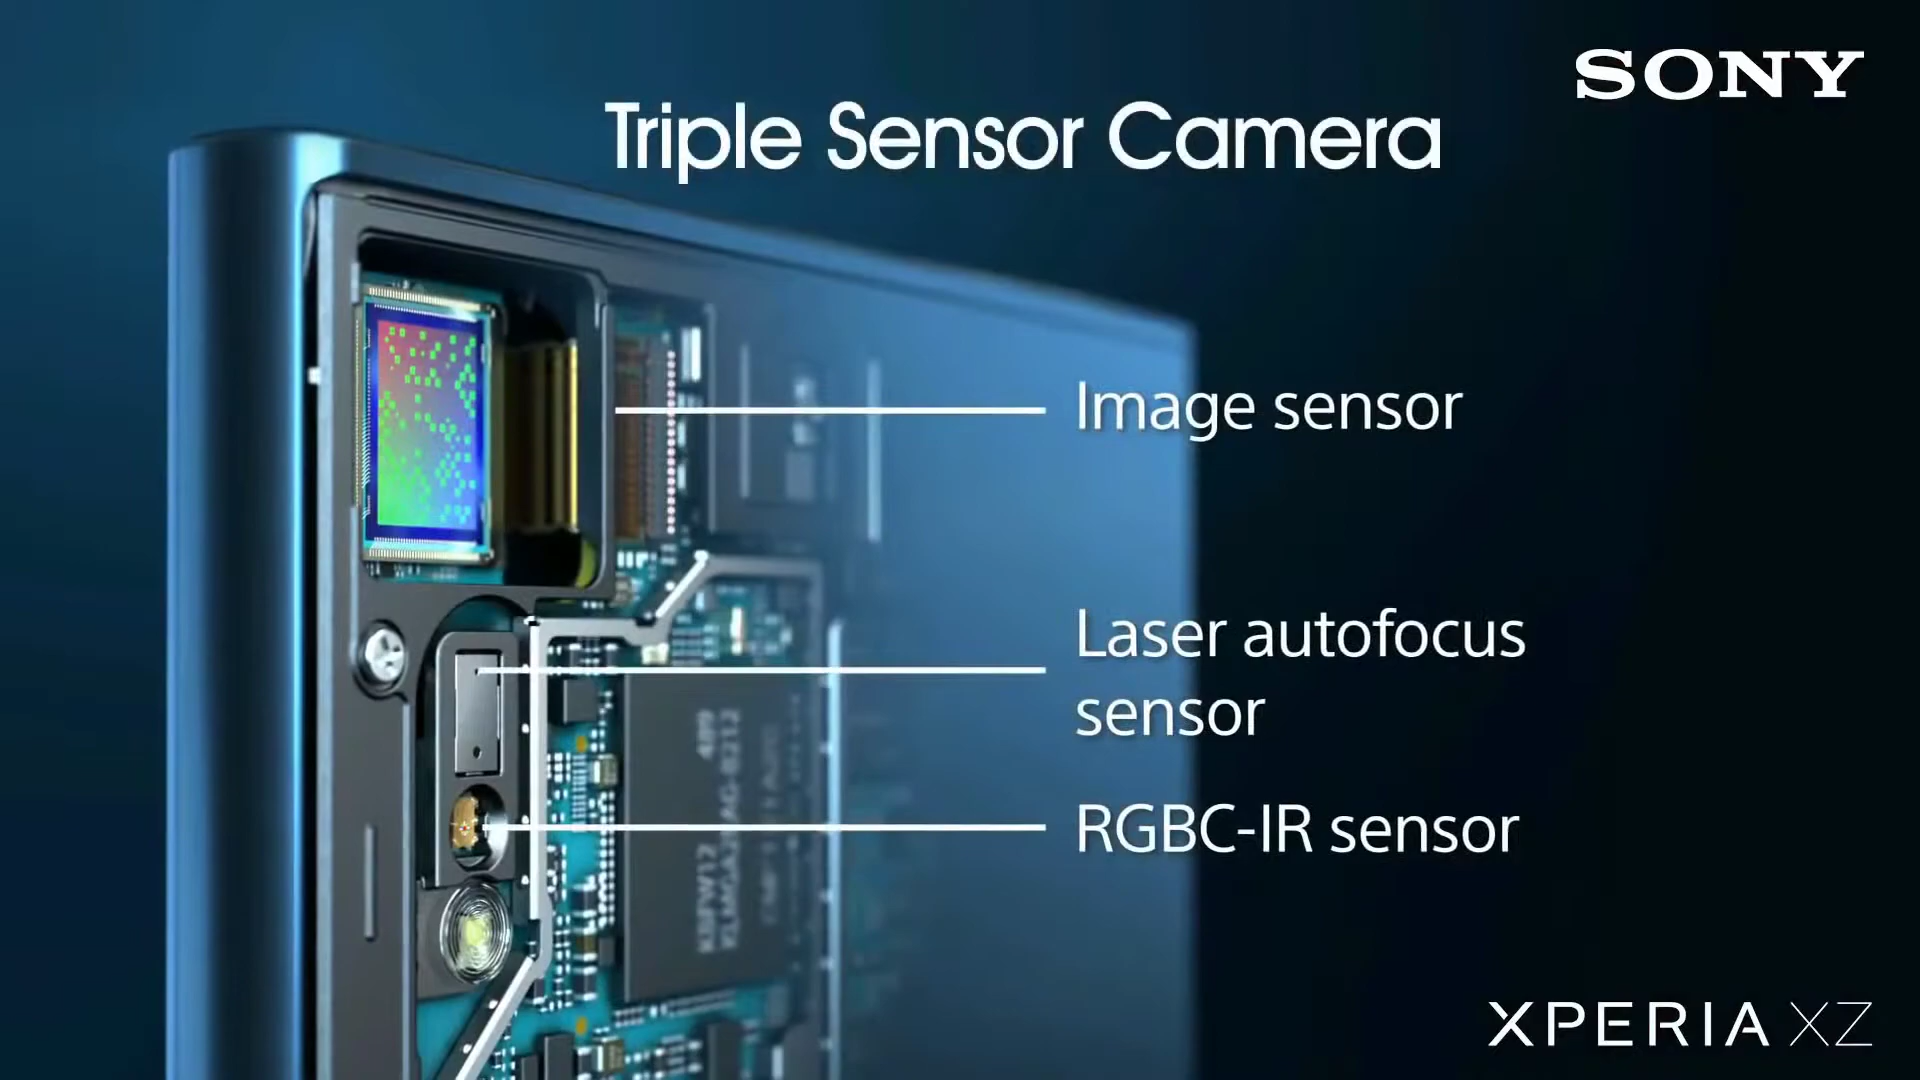 SONY
Triple Sensor Camera
Image sensor
Laser autofocus
sensor
RGBC-IR sensor
XPERIA XZ